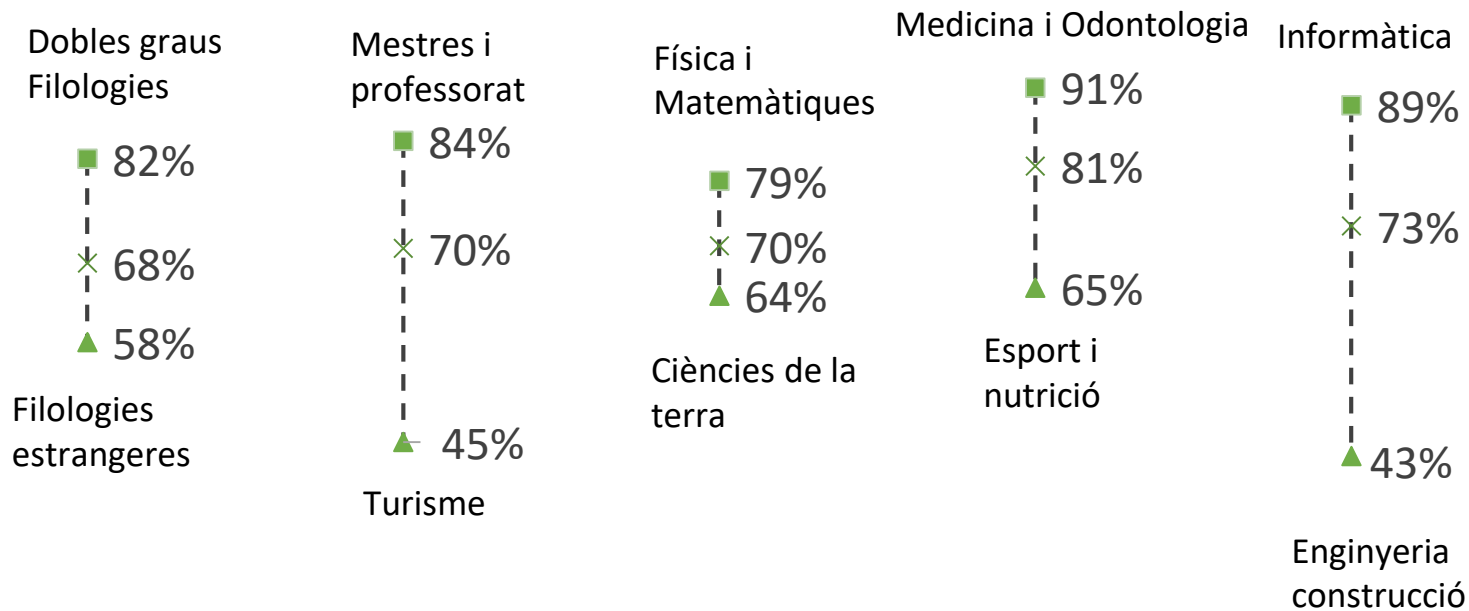 Dobles graus
Filologies
82%
68%
58%
Filologies
estrangeres
Mestres i
professorat
84%
70%
45%
Turisme
Física i
Matemàtiques
79%
70%
64%
Ciències de la
terra
Medicina i Odontologia
91%
81%
65%
Esport i
nutrició
Informàtica
89%
73%
43%
Enginyeria
construcció